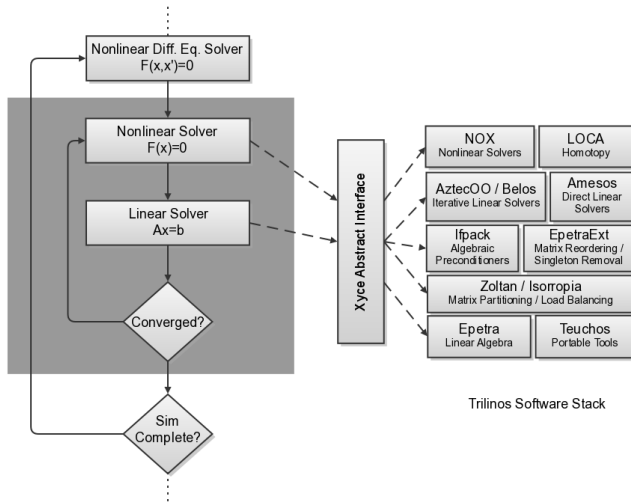 Nonlinear Diff. Eq. Solver
F(x,x')=0
Nonlinear Solver
F(x)=0
Linear Solver
Ax=b
Converged?
Sim
Complete?
Xyce Abstract Interface
NOX
Nonlinear Solvers
LOCA
Homotopy
AztecOO / Belos
Iterative Linear Solvers
Amesos
Direct Linear
Solvers
Ifpack
Algebraic
Preconditioners
EpetraExt
Matrix Reordering /
Singleton Removal
Zoltan / Isorropia
Matrix Partitioning / Load Balancing
Epetra
Linear Algebra
Teuchos
Portable Tools
Trilinos Software Stack